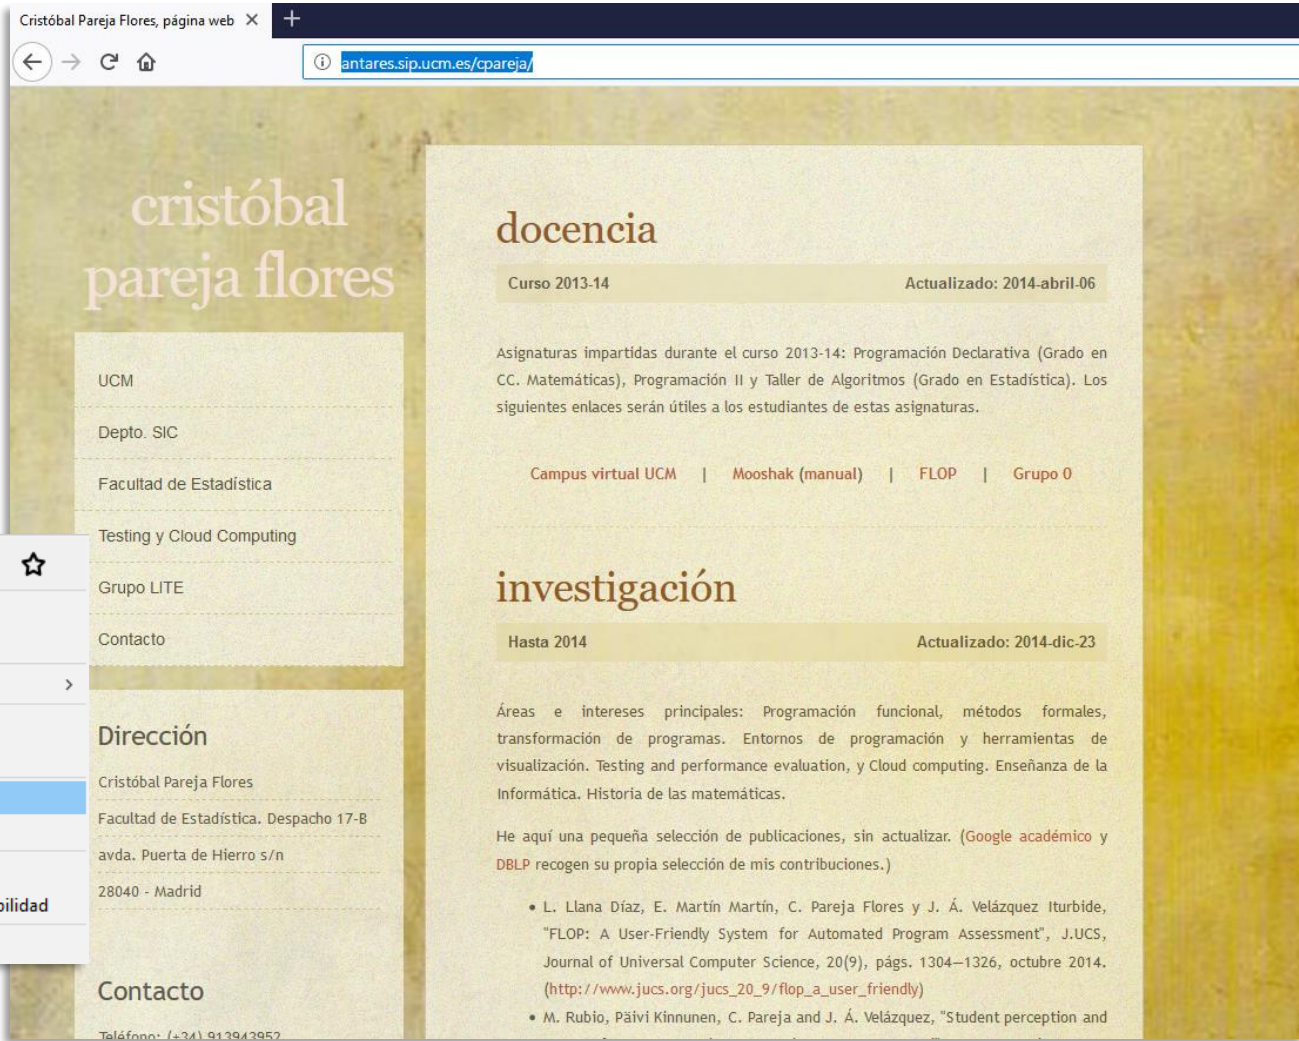 Cristóbal Pareja Flores, página web
antares.sip.ucm.es/cpareja/
cristóbal
pareja flores
UCM
Depto. SIC
Facultad de Estadística
Testing y Cloud Computing
Grupo LITE
Contacto
Dirección
Cristóbal Pareja Flores
Facultad de Estadística. Despacho 17-B
avda. Puerta de Hierro s/n
28040 - Madrid
Contacto
Teléfono: (+34) 913943952
docencia
Curso 2013-14 Actualizado: 2014-abril-06
Asignaturas impartidas durante el curso 2013-14: Programación Declarativa (Grado en
CC. Matemáticas), Programación II y Taller de Algoritmos (Grado en Estadística). Los
siguientes enlaces serán útiles a los estudiantes de estas asignaturas.
Campus virtual UCM | Mooshak (manual) | FLOP | Grupo 0
investigación
Hasta 2014 Actualizado: 2014-dic-23
Áreas e intereses principales: Programación funcional, métodos formales,
transformación de programas. Entornos de programación y herramientas de
visualización. Testing and performance evaluation, y Cloud computing. Enseñanza de la
Informática. Historia de las matemáticas.
He aquí una pequeña selección de publicaciones, sin actualizar. (Google académico y
DBLP recogen su propia selección de mis contribuciones.)
• L. Llana Díaz, E. Martín Martín, C. Pareja Flores y J. Á. Velázquez Iturbide,
"FLOP: A User-Friendly System for Automated Program Assessment", J.UCS,
Journal of Universal Computer Science, 20(9), págs. 1304—1326, octubre 2014.
(http://www.jucs.org/jucs_20_9/flop_a_user_friendly)
• M. Rubio, Päivi Kinnunen, C. Pareja and J. Á. Velázquez, "Student perception and
bilidad